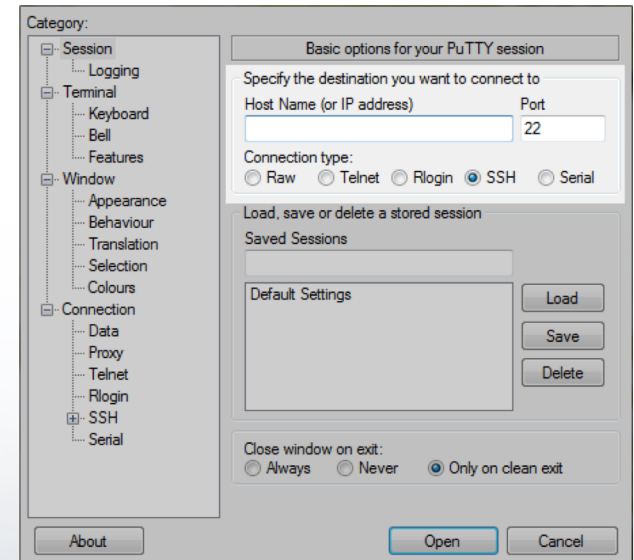 Category:
Session
Logging
Terminal
Keyboard
Bell
Features
Window
Appearance
Behaviour
Translation
Selection
Colours
Connection
Data
Proxy
Telnet
Rlogin
SSH
Serial
Basic options for your PuTTY session
Specify the destination you want to connect to
Host Name (or IP address) Port
22
Connection type:
Raw Telnet Rlogin SSH Serial
Load, save or delete a stored session
Saved Sessions
Default Settings
Load
Save
Delete
Close window on exit:
Always Never Only on clean exit
About Open Cancel